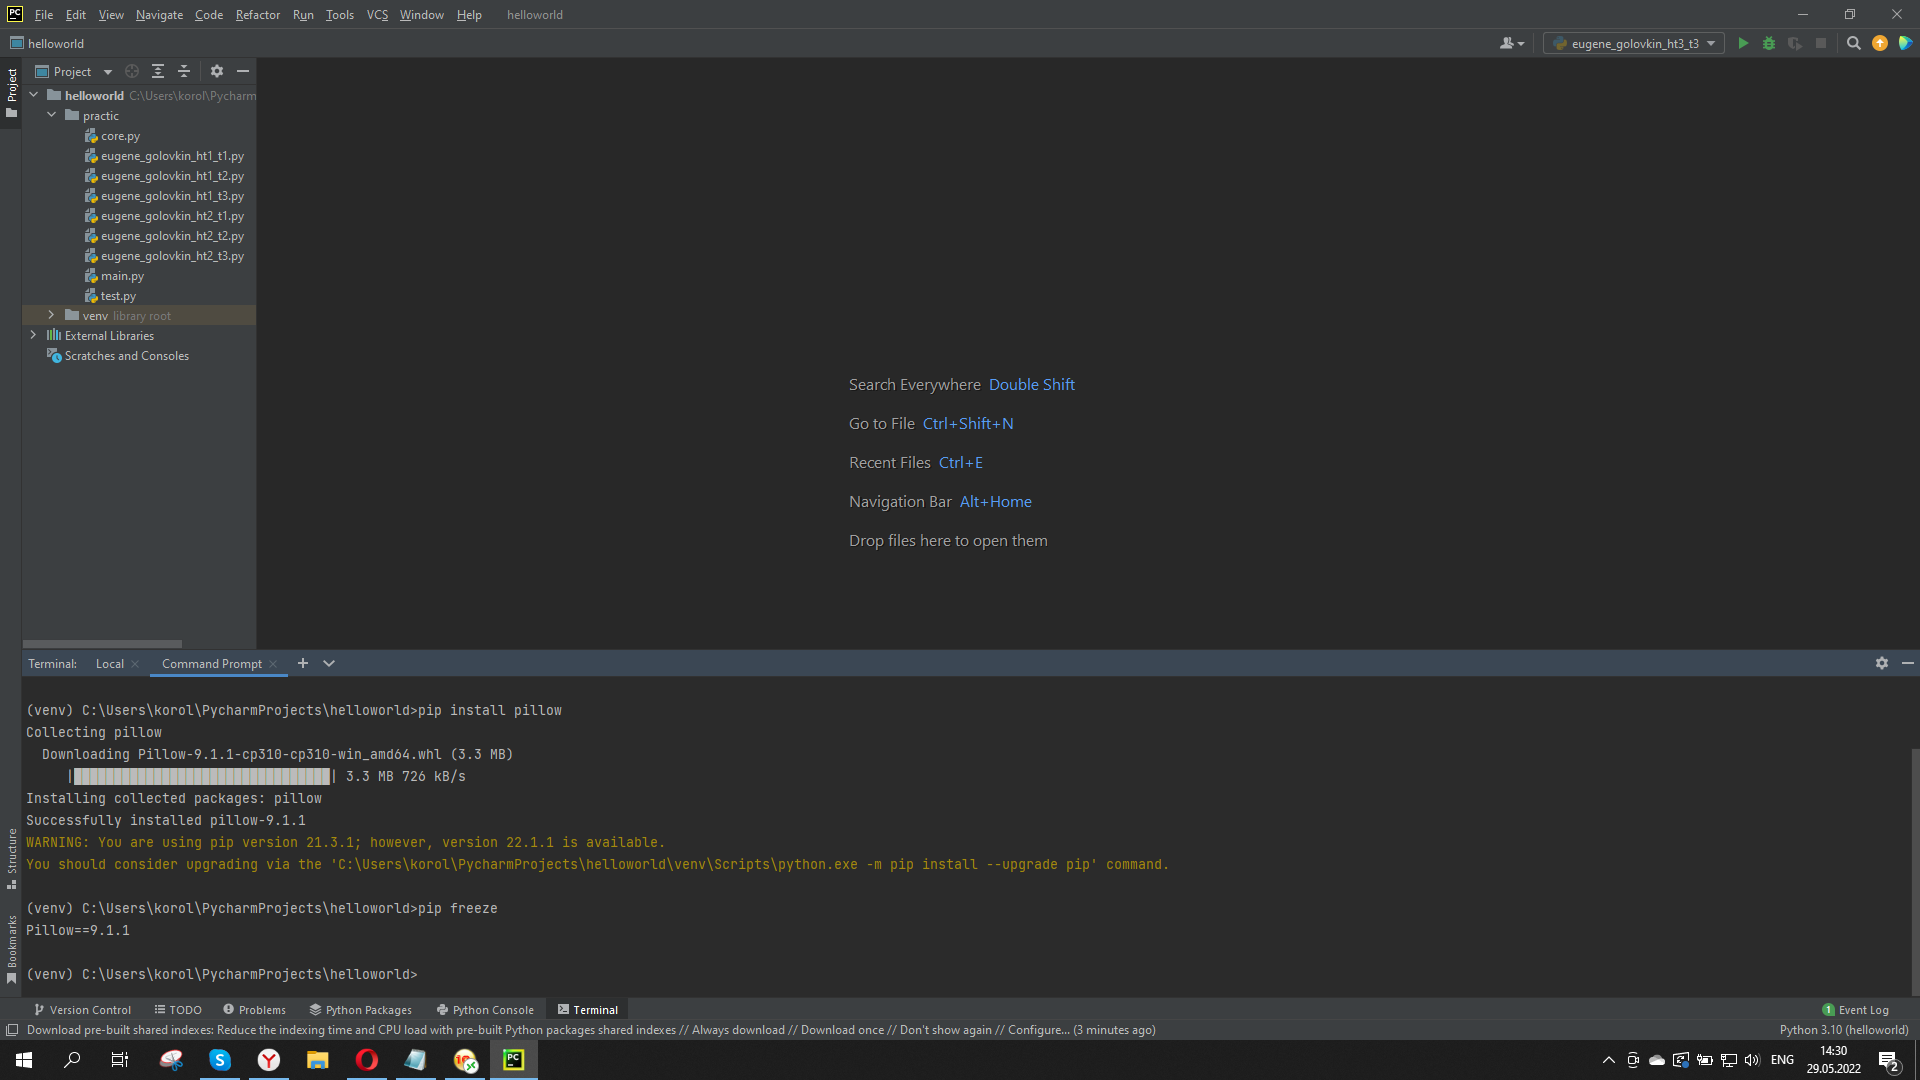 PC File Edit View Navigate Code Refactor Run Tools VCS Window Help helloworld
helloworld eugene_golovkin_ht3_t3
Project
Project
helloworld C:\Users\korol\Pycharm
practic
core.py
eugene_golovkin_ht1_t1.py
eugene_golovkin_ht1_t2.py
eugene_golovkin_ht1_t3.py
eugene_golovkin_ht2_t1.py
eugene_golovkin_ht2_t2.py
eugene_golovkin_ht2_t3.py
main.py
test.py
venv library root
External Libraries
Scratches and Consoles
Search Everywhere Double Shift
Go to File Ctrl+Shift+N
Recent Files Ctrl+E
Navigation Bar Alt+Home
Drop files here to open them
Terminal: Local Command Prompt
(venv) C:\Users\korol\PycharmProjects\helloworld>pip install pillow
Collecting pillow
Downloading Pillow-9.1.1-cp310-cp310-win_amd64.whl (3.3 MB)
| | 3.3 MB 726 kB/s
Installing collected packages: pillow
Successfully installed pillow-9.1.1
WARNING: You are using pip version 21.3.1; however, version 22.1.1 is available.
You should consider upgrading via the 'C:\Users\korol\PycharmProjects\helloworld\venv\Scripts\python.exe -m pip install --upgrade pip' command.
(venv) C:\Users\korol\PycharmProjects\helloworld>pip freeze
Pillow==9.1.1
(venv) C:\Users\korol\PycharmProjects\helloworld>
Structure
Bookmarks
Version Control TODO Problems Python Packages Python Console Terminal 1 Event Log
Download pre-built shared indexes: Reduce the indexing time and CPU load with pre-built Python packages shared indexes // Always download // Download once // Don't show again // Configure... (3 minutes ago) Python 3.10 (helloworld)
PC
ENG
14:30
29.05.2022
2